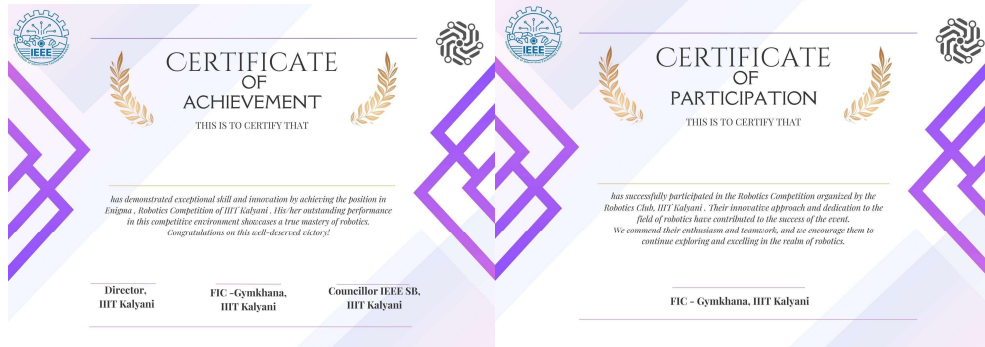 IEEE
CERTIFICATE
OF
ACHIEVEMENT
THIS IS TO CERTIFY THAT
has demonstrated exceptional skill and innovation by achieving the position in
Enigma , Robotics Competition of IIIT Kalyani . His/her outstanding performance
in this competitive environment showcases a true mastery of robotics.
Congratulations on this well-deserved victory!
Director,
IIIT Kalyani
FIC -Gymkhana,
IIIT Kalyani
Councillor IEEE SB,
IIIT Kalyani
IEEE
CERTIFICATE
OF
PARTICIPATION
THIS IS TO CERTIFY THAT
has successfully participated in the Robotics Competition organized by the
Robotics Club, IIIT Kalyani . Their innovative approach and dedication to the
field of robotics have contributed to the success of the event.
We commend their enthusiasm and teamwork, and we encourage them to
continue exploring and excelling in the realm of robotics.
FIC - Gymkhana, IIIT Kalyani